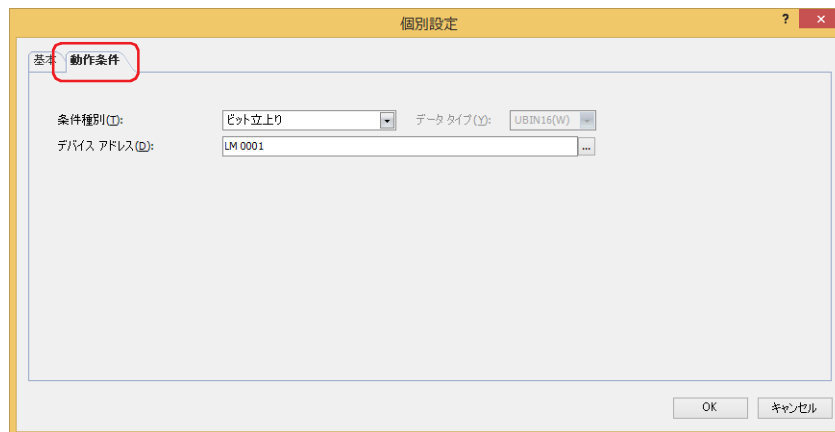 個別設定
? ×
基本 動作条件
条件種別(T): ビット立上り データ タイプ(Y): UBIN16(W)
デバイス アドレス(D): LM 0001 ...
OK キャンセル